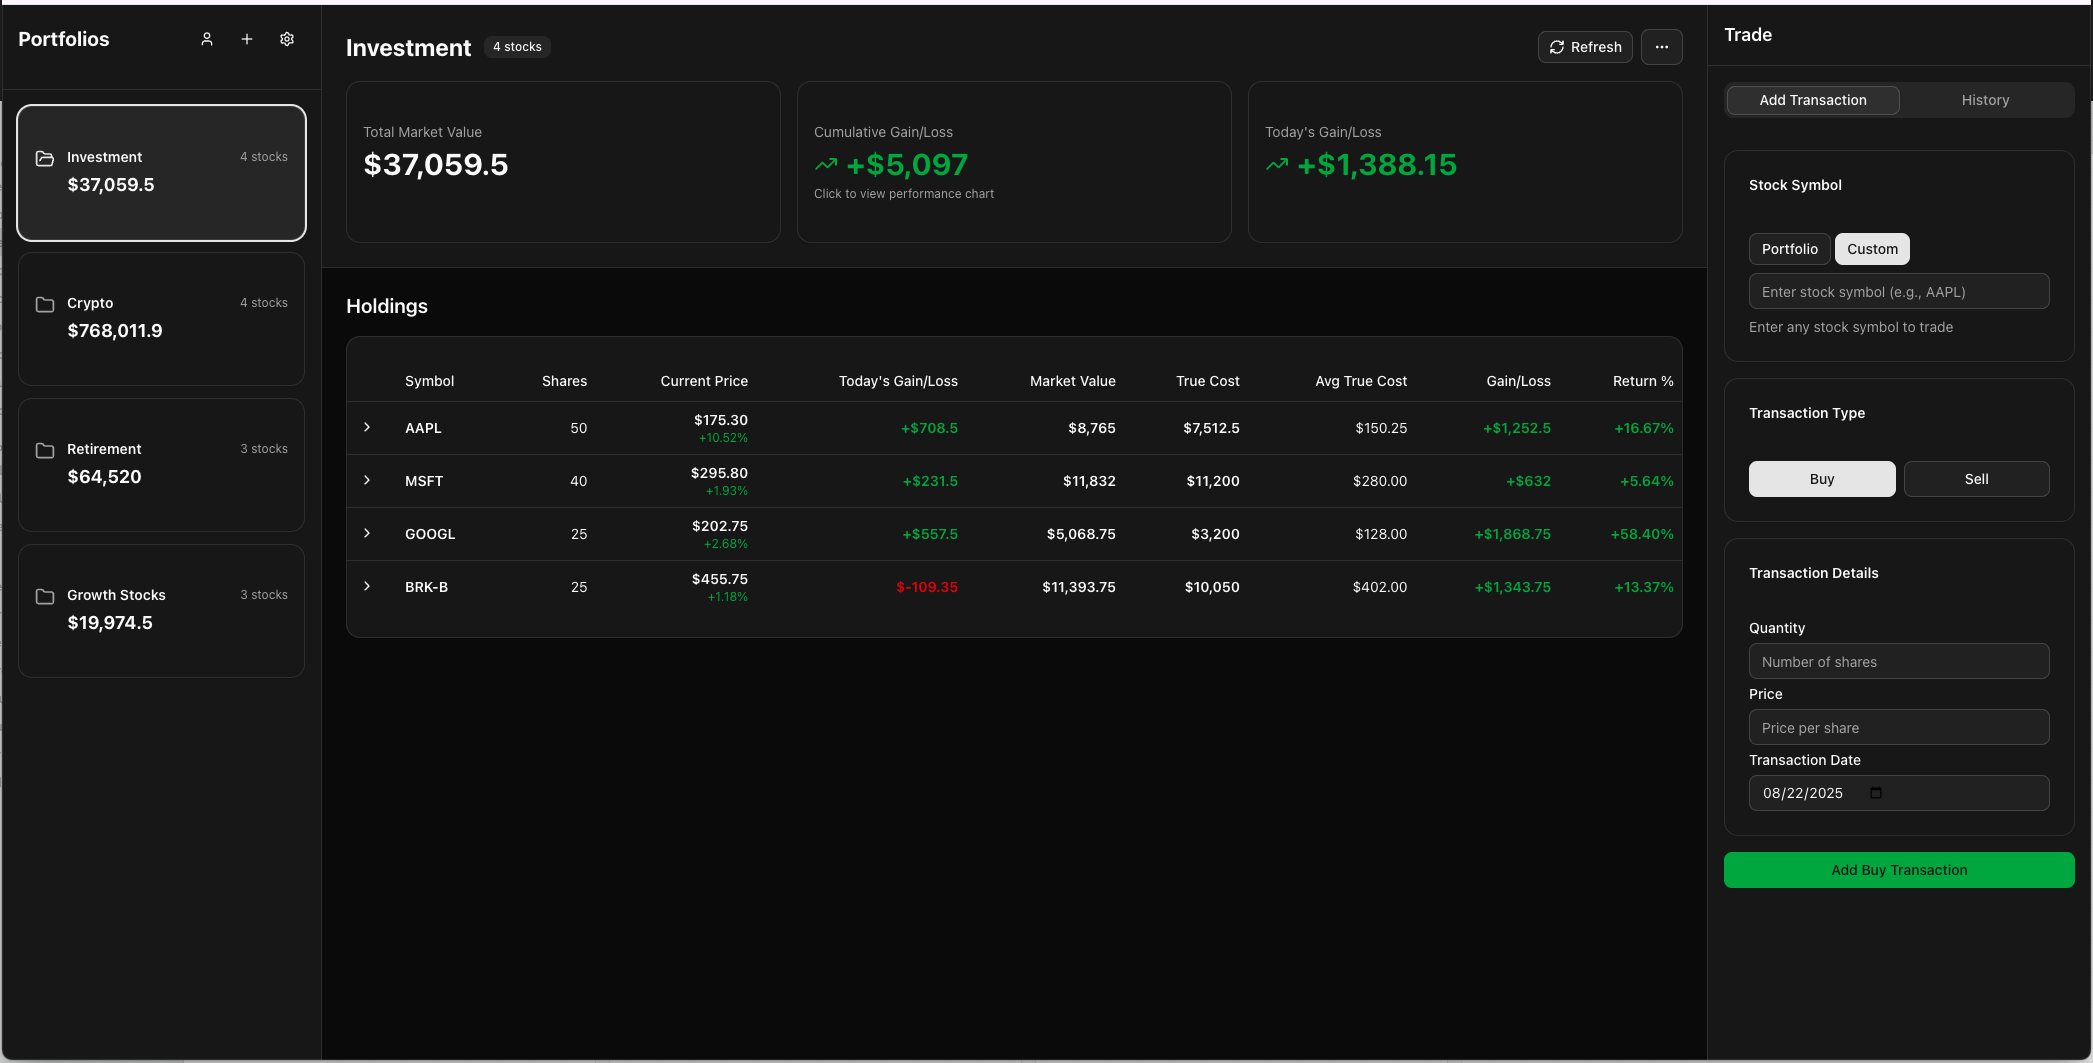 Portfolios
Investment 4 stocks
$37,059.5
Crypto 4 stocks
$768,011.9
Retirement 3 stocks
$64,520
Growth Stocks 3 stocks
$19,974.5
Investment 4 stocks
Refresh ...
Total Market Value
$37,059.5
Cumulative Gain/Loss
+$5,097
Click to view performance chart
Today's Gain/Loss
+$1,388.15
Holdings
Symbol Shares Current Price Today's Gain/Loss Market Value True Cost Avg True Cost Gain/Loss Return %
AAPL 50 $175.30 +$708.5 $8,765 $7,512.5 $150.25 +$1,252.5 +16.67%
+10.52%
MSFT 40 $295.80 +$231.5 $11,832 $11,200 $280.00 +$632 +5.64%
+1.93%
GOOGL 25 $202.75 +$557.5 $5,068.75 $3,200 $128.00 +$1,868.75 +58.40%
+2.68%
BRK-B 25 $455.75 $-109.35 $11,393.75 $10,050 $402.00 +$1,343.75 +13.37%
+1.18%
Trade
Add Transaction History
Stock Symbol
Portfolio Custom
Enter stock symbol (e.g., AAPL)
Enter any stock symbol to trade
Transaction Type
Buy Sell
Transaction Details
Quantity
Number of shares
Price
Price per share
Transaction Date
08/22/2025
Add Buy Transaction